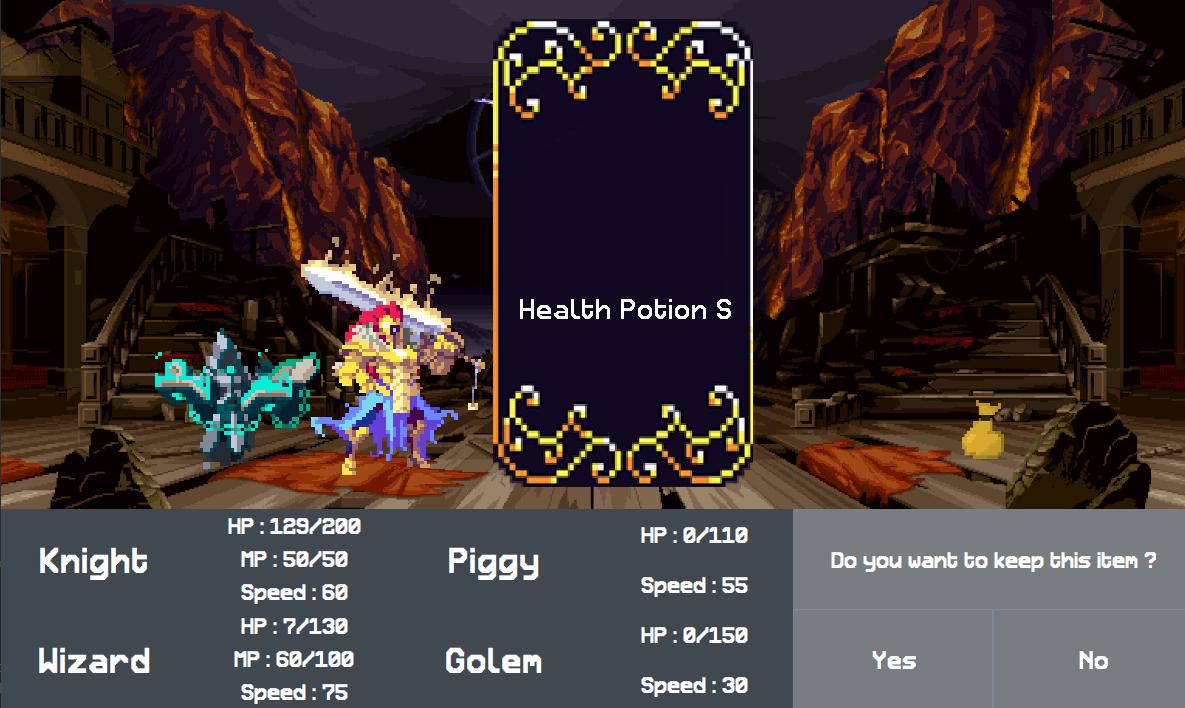 Health Potion S
Knight
HP : 129/200
MP : 50/50
Speed : 60
Wizard
HP : 7/130
MP : 60/100
Speed : 75
Piggy
HP : 0/110
Speed : 55
Golem
HP : 0/150
Speed : 30
Do you want to keep this item ?
Yes
No